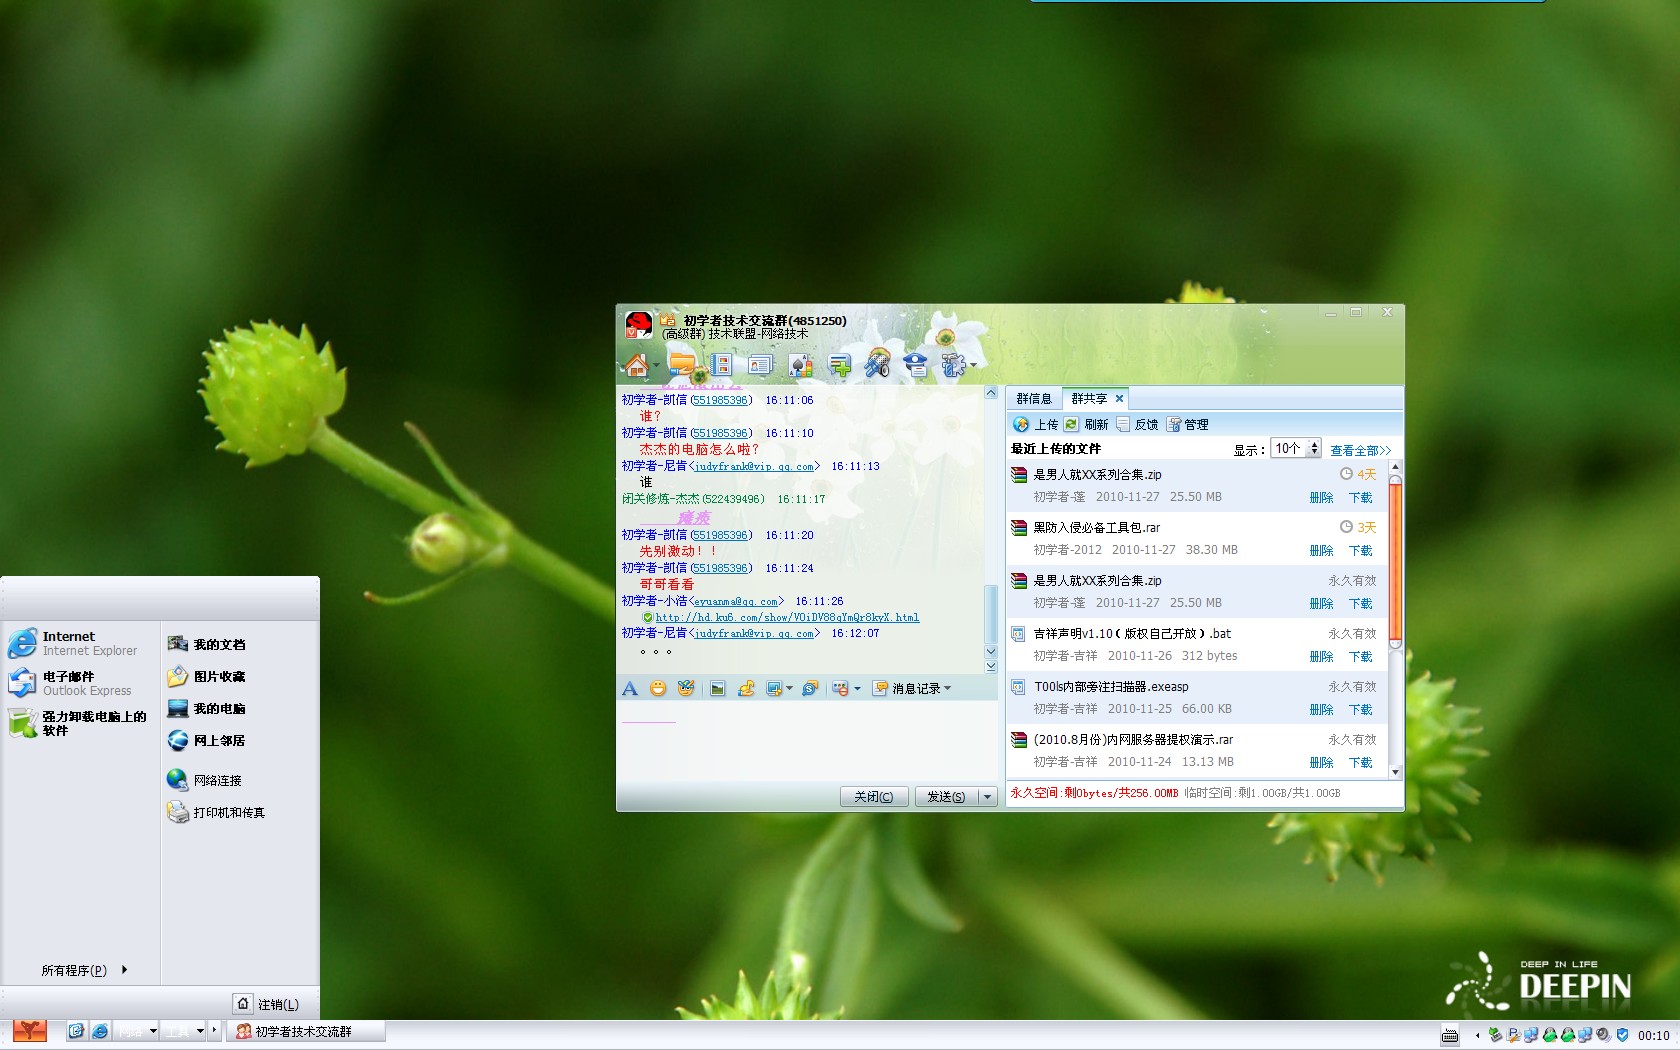 初学者技术交流群(4851250)
(高级群) 技术联盟-网络技术
初学者-凯信(551985396) 16:11:06
谁?
初学者-凯信(551985396) 16:11:10
杰杰的电脑怎么啦?
初学者-尼肯<judyfrank@vip.qq.com> 16:11:13
谁
闭关修炼-杰杰(522439496) 16:11:17
瘫痪
初学者-凯信(551985396) 16:11:20
先别激动！！
初学者-凯信(551985396) 16:11:24
哥哥看看
初学者-小浩<eyuanma@qq.com> 16:11:26
http://hd.ku6.com/show/VOiDV88gYmQr8kyX.html
初学者-尼肯<judyfrank@vip.qq.com> 16:12:07
。。。
消息记录
关闭(C) 发送(S)
群信息 群共享
上传 刷新 反馈 管理
最近上传的文件 显示： 10个 查看全部>>
是男人就XX系列合集.zip 4天
初学者-蓬 2010-11-27 25.50 MB 删除 下载
黑防入侵必备工具包.rar 3天
初学者-2012 2010-11-27 38.30 MB 删除 下载
是男人就XX系列合集.zip 永久有效
初学者-蓬 2010-11-27 25.50 MB 删除 下载
吉祥声明v1.10（版权自己开放）.bat 永久有效
初学者-吉祥 2010-11-26 312 bytes 删除 下载
T00ls内部旁注扫描器.exeasp 永久有效
初学者-吉祥 2010-11-25 66.00 KB 删除 下载
(2010.8月份)内网服务器提权演示.rar 永久有效
初学者-吉祥 2010-11-24 13.13 MB 删除 下载
永久空间:剩0bytes/共256.00MB 临时空间:剩1.00GB/共1.00GB
Internet
Internet Explorer
电子邮件
Outlook Express
强力卸载电脑上的
软件
我的文档
图片收藏
我的电脑
网上邻居
网络连接
打印机和传真
所有程序(P)
注销(L)
DEEP IN LIFE
DEEPIN
网络 工具 初学者技术交流群
00:10